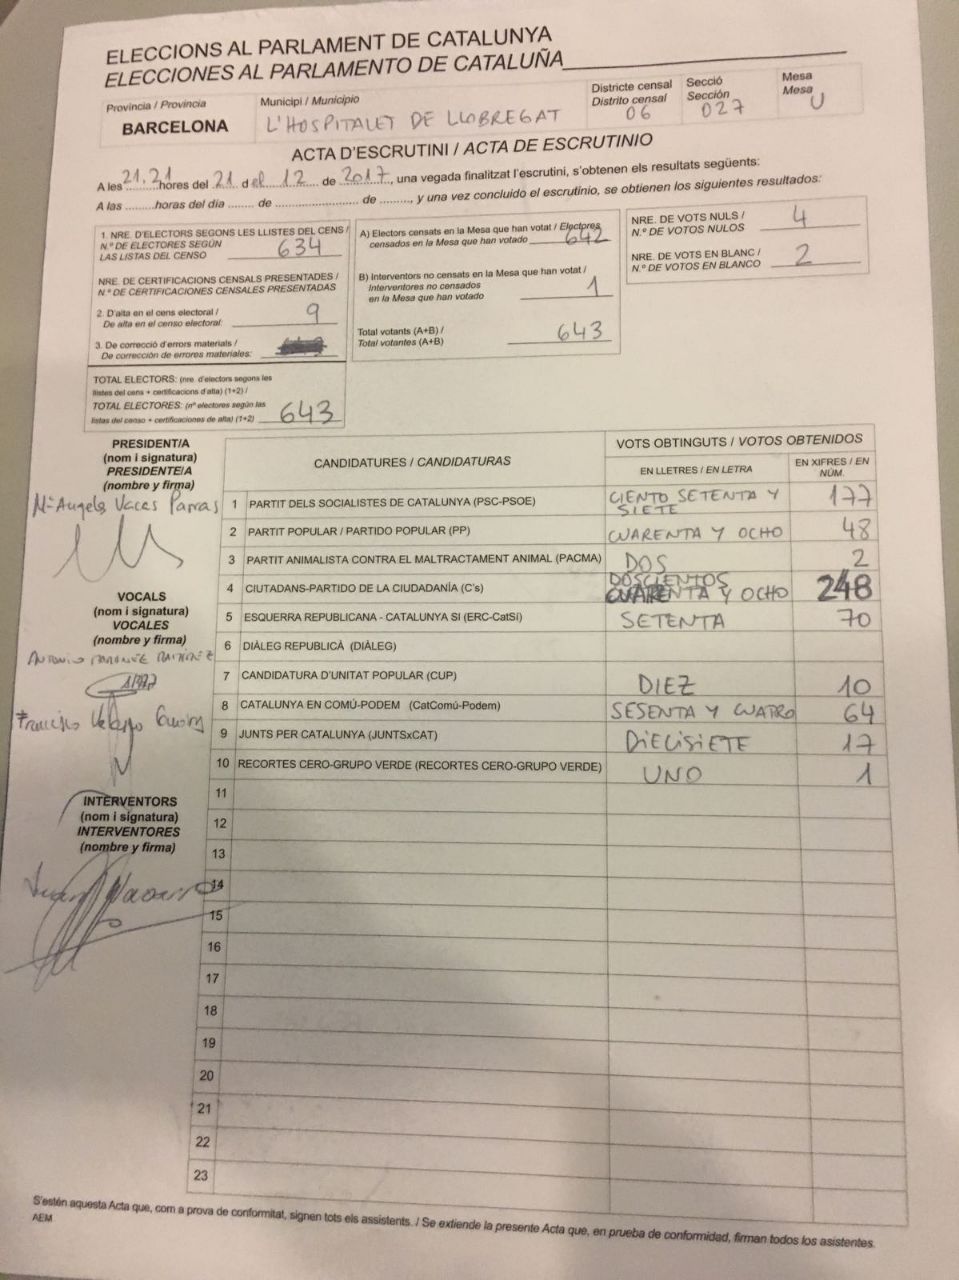 ELECCIONS AL PARLAMENT DE CATALUNYA
ELECCIONES AL PARLAMENTO DE CATALUÑA
Província / Provincia
BARCELONA
Municipi / Municipio
L'HOSPITALET DE LLOBREGAT
Districte censal
Distrito censal
06
Secció
Sección
027
Mesa
Mesa
U
ACTA D'ESCRUTINI / ACTA DE ESCRUTINIO
A les 21,21 hores del 21 d el 12 de 2017, una vegada finalitzat l'escrutini, s'obtenen els resultats següents:
A las ........horas del día ....... de ........................ de ........, y una vez concluido el escrutinio, se obtienen los siguientes resultados:
1. NRE. D'ELECTORS SEGONS LES LLISTES DEL CENS /
N.º DE ELECTORES SEGÚN
LAS LISTAS DEL CENSO 634
NRE. DE CERTIFICACIONS CENSALS PRESENTADES /
N.º DE CERTIFICACIONES CENSALES PRESENTADAS
2. D'alta en el cens electoral /
De alta en el censo electoral: 9
3. De correcció d'errors materials /
De corrección de errores materiales:
TOTAL ELECTORS: (nre. d'electors segons les
llistes del cens + certificacions d'alta) (1+2) /
TOTAL ELECTORES: (nº electores según las
listas del censo + certificaciones de alta) (1+2) 643
A) Electors censats en la Mesa que han votat / Electores
censados en la Mesa que han votado 642
B) Interventors no censats en la Mesa que han votat /
Interventores no censados
en la Mesa que han votado 1
Total votants (A+B) /
Total votantes (A+B) 643
NRE. DE VOTS NULS /
N.º DE VOTOS NULOS 4
NRE. DE VOTS EN BLANC /
N.º DE VOTOS EN BLANCO 2
PRESIDENT/A
(nom i signatura)
PRESIDENTE/A
(nombre y firma)
Mª Angels Vacas Parras
VOCALS
(nom i signatura)
VOCALES
(nombre y firma)
ANTONIO
Francisco
INTERVENTORS
(nom i signatura)
INTERVENTORES
(nombre y firma)
CANDIDATURES / CANDIDATURAS
VOTS OBTINGUTS / VOTOS OBTENIDOS
EN LLETRES / EN LETRA
EN XIFRES / EN NÚM.
1 PARTIT DELS SOCIALISTES DE CATALUNYA (PSC-PSOE) CIENTO SETENTA Y SIETE 177
2 PARTIT POPULAR / PARTIDO POPULAR (PP) CUARENTA Y OCHO 48
3 PARTIT ANIMALISTA CONTRA EL MALTRACTAMENT ANIMAL (PACMA) DOS 2
4 CIUTADANS-PARTIDO DE LA CIUDADANÍA (C's) DOSCIENTOS CUARENTA Y OCHO 248
5 ESQUERRA REPUBLICANA - CATALUNYA SI (ERC-CatSí) SETENTA 70
6 DIÀLEG REPUBLICÀ (DIÀLEG)
7 CANDIDATURA D'UNITAT POPULAR (CUP) DIEZ 10
8 CATALUNYA EN COMÚ-PODEM (CatComú-Podem) SESENTA Y CUATRO 64
9 JUNTS PER CATALUNYA (JUNTSxCAT) DIECISIETE 17
10 RECORTES CERO-GRUPO VERDE (RECORTES CERO-GRUPO VERDE) UNO 1
11
12
13
14
15
16
17
18
19
20
21
22
23
S'estén aquesta Acta que, com a prova de conformitat, signen tots els assistents. / Se extiende la presente Acta que, en prueba de conformidad, firman todos los asistentes.
AEM